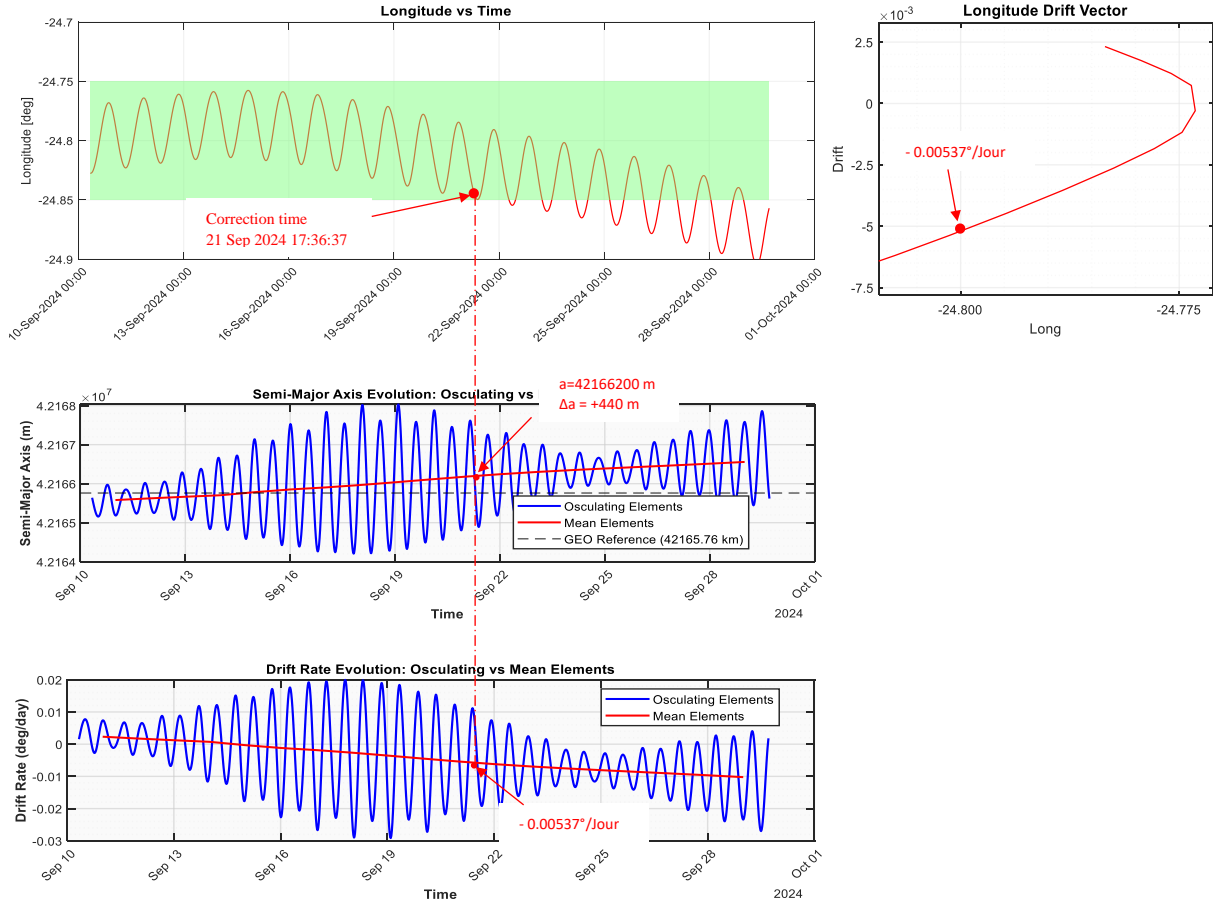 Longitude vs Time
Longitude [deg]
-24.7
-24.75
-24.8
-24.85
-24.9
Correction time
21 Sep 2024 17:36:37
10-Sep-2024 00:00
13-Sep-2024 00:00
16-Sep-2024 00:00
19-Sep-2024 00:00
22-Sep-2024 00:00
25-Sep-2024 00:00
28-Sep-2024 00:00
01-Oct-2024 00:00
×10-3
Longitude Drift Vector
Drift
2.5
0
-2.5
-5
-7.5
- 0.00537°/Jour
-24.800
-24.775
Long
×10 7
Semi-Major Axis Evolution: Osculating vs
a=42166200 m
Δa = +440 m
Semi-Major Axis (m)
4.2168
4.2167
4.2166
4.2165
4.2164
Osculating Elements
Mean Elements
GEO Reference (42165.76 km)
Sep 10
Sep 13
Sep 16
Sep 19
Sep 22
Sep 25
Sep 28
Oct 01
Time
2024
Drift Rate Evolution: Osculating vs Mean Elements
Drift Rate (deg/day)
0.02
0.01
0
-0.01
-0.02
-0.03
Osculating Elements
Mean Elements
- 0.00537°/Jour
Sep 10
Sep 13
Sep 16
Sep 19
Sep 22
Sep 25
Sep 28
Oct 01
Time
2024